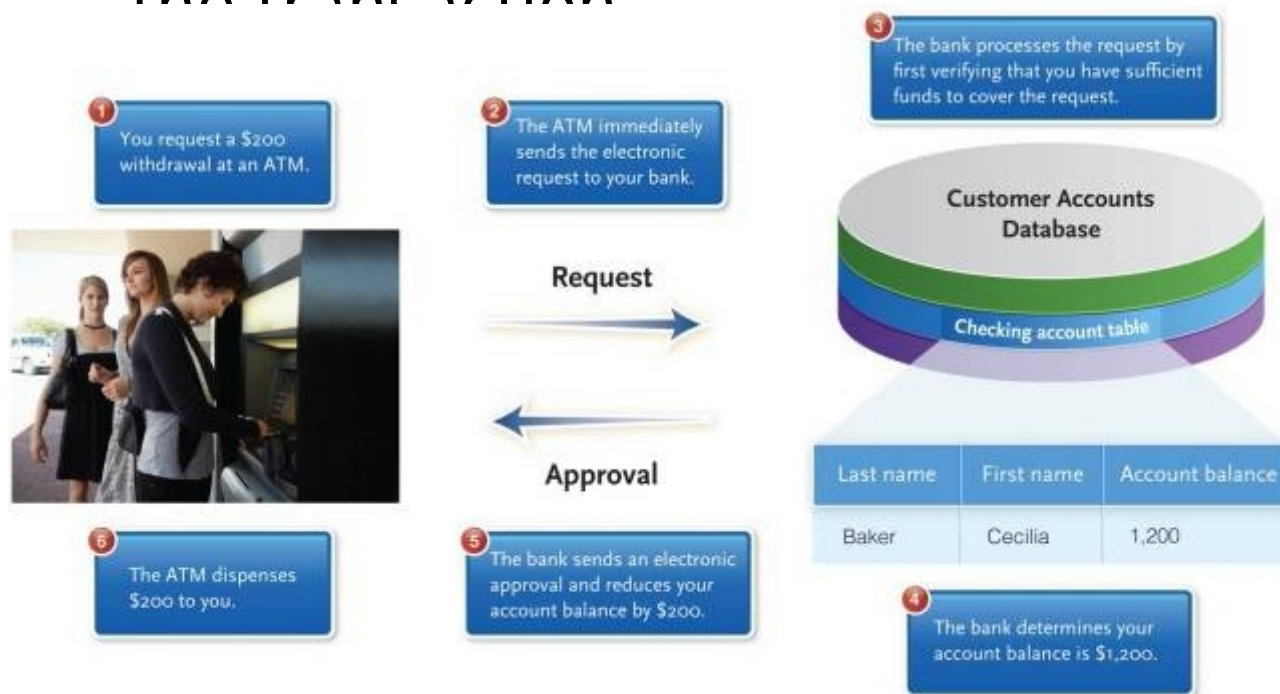 1
You request a $200
withdrawal at an ATM.
2
The ATM immediately
sends the electronic
request to your bank.
3
The bank processes the request by
first verifying that you have sufficient
funds to cover the request.
Customer Accounts
Database
Checking account table
Request
Approval
Last name First name Account balance
Baker Cecilia 1,200
4
The bank determines your
account balance is $1,200.
5
The bank sends an electronic
approval and reduces your
account balance by $200.
6
The ATM dispenses
$200 to you.